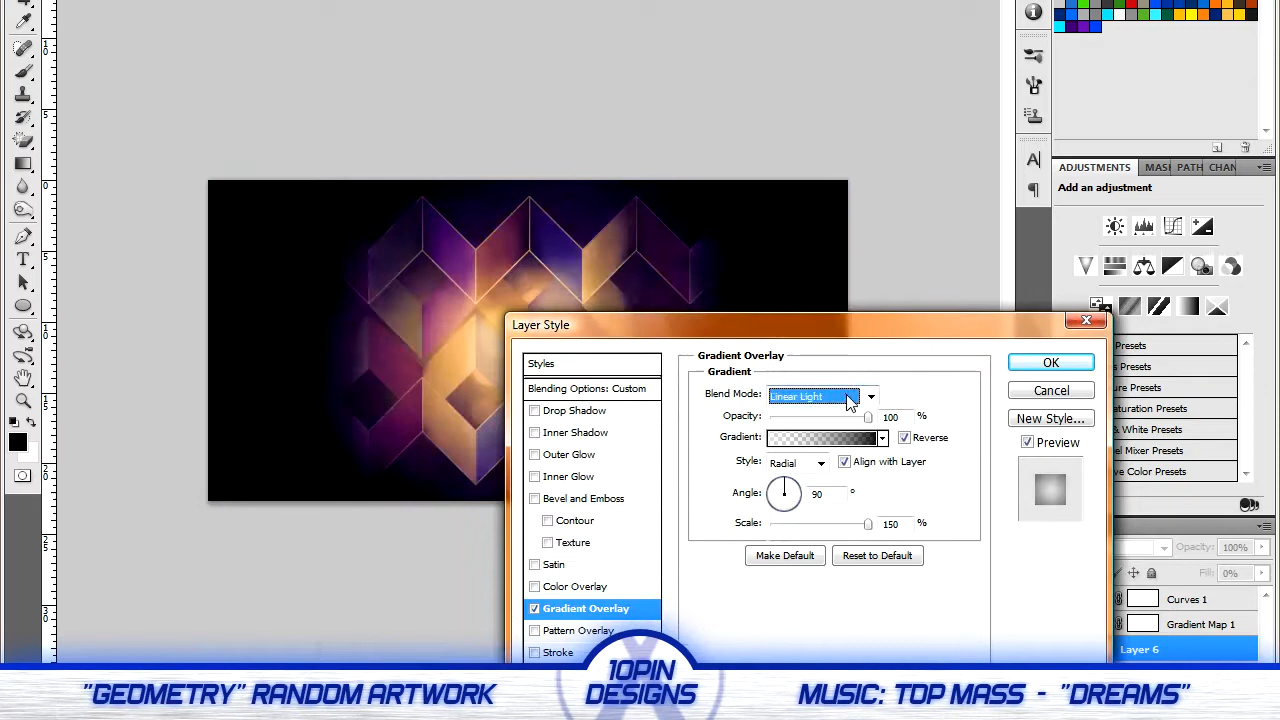 ADJUSTMENTS MAS PATH CHAN
Add an adjustment
Presets
Presets
ure Presets
aturation Presets
& White Presets
el Mixer Presets
ve Color Presets
Opacity: 100%
Fill: 0%
Curves 1
Gradient Map 1
Layer 6
Layer Style
Styles
Blending Options: Custom
Drop Shadow
Inner Shadow
Outer Glow
Inner Glow
Bevel and Emboss
Contour
Texture
Satin
Color Overlay
Gradient Overlay
Pattern Overlay
Stroke
Gradient Overlay
Gradient
Blend Mode: Linear Light
Opacity: 100 %
Gradient: Reverse
Style: Radial Align with Layer
Angle: 90 °
Scale: 150 %
Make Default Reset to Default
OK
Cancel
New Style...
Preview
"GEOMETRY" RANDOM ARTWORK
10PIN
DESIGNS
MUSIC: TOP MASS - "DREAMS"